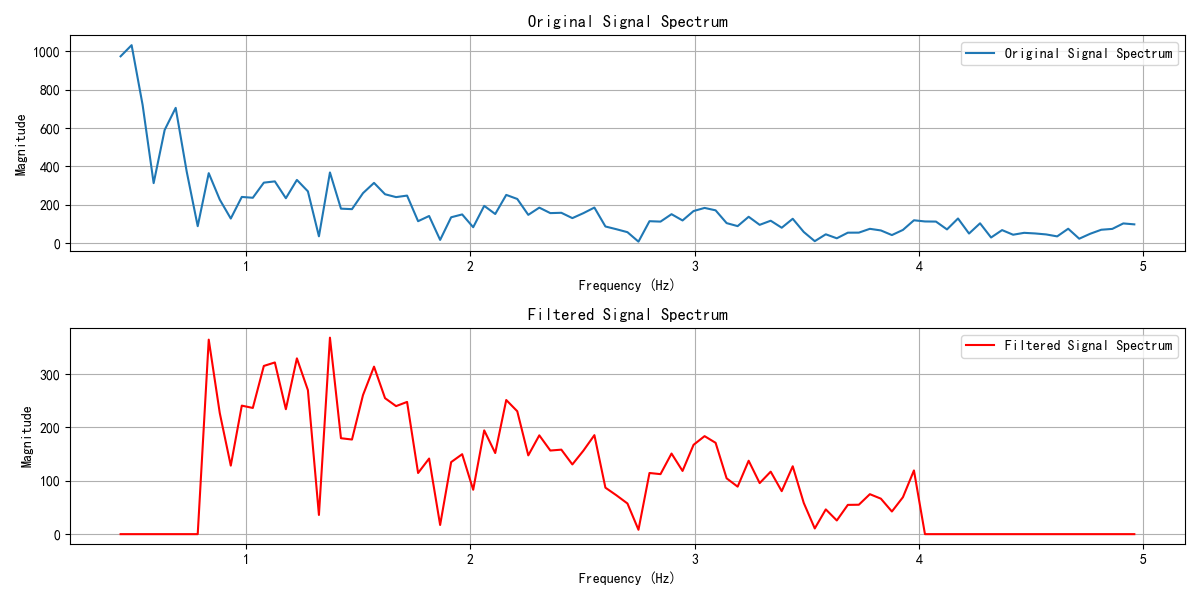 Original Signal Spectrum
1000
800
600
400
200
0
Magnitude
Original Signal Spectrum
1 2 3 4 5
Frequency (Hz)
Filtered Signal Spectrum
300
200
100
0
Magnitude
Filtered Signal Spectrum
1 2 3 4 5
Frequency (Hz)